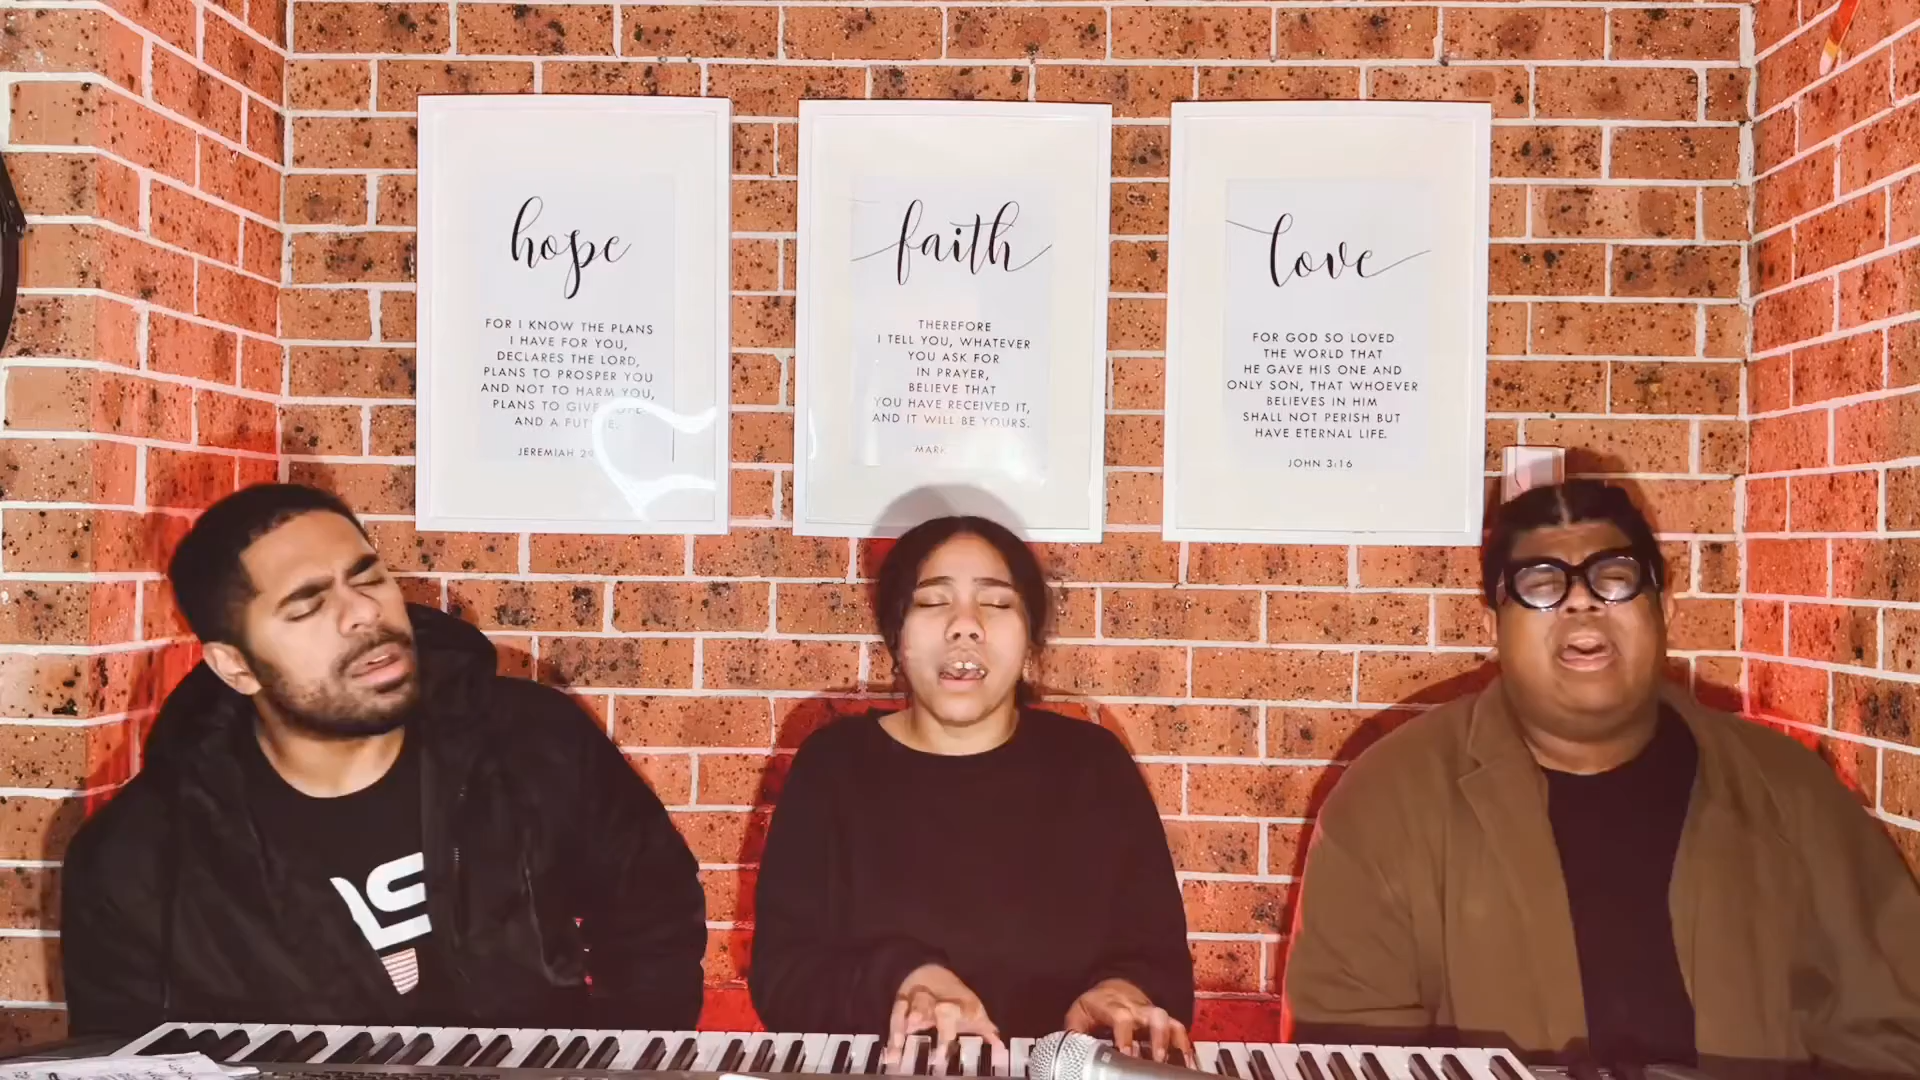 hope
FOR I KNOW THE PLANS
I HAVE FOR YOU,
DECLARES THE LORD,
PLANS TO PROSPER YOU
AND NOT TO HARM YOU,
PLANS TO GIVE HOPE
AND A FUTURE.
JEREMIAH 29
faith
THEREFORE
I TELL YOU, WHATEVER
YOU ASK FOR
IN PRAYER,
BELIEVE THAT
YOU HAVE RECEIVED IT,
AND IT WILL BE YOURS.
MARK
love
FOR GOD SO LOVED
THE WORLD THAT
HE GAVE HIS ONE AND
ONLY SON, THAT WHOEVER
BELIEVES IN HIM
SHALL NOT PERISH BUT
HAVE ETERNAL LIFE.
JOHN 3:16